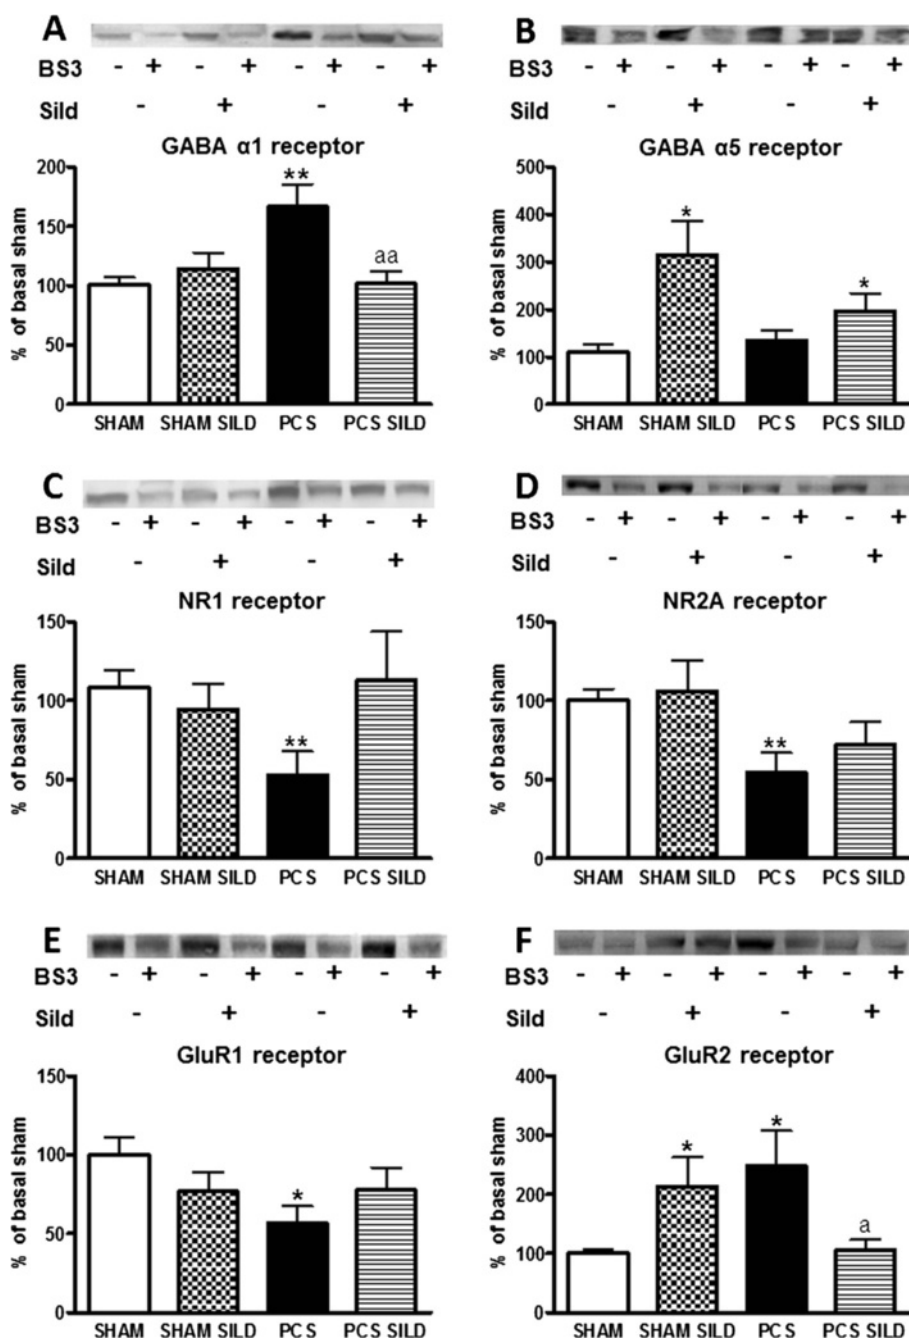 A
BS3 - + - + - + - +
Sild - + - +
GABA α1 receptor
% of basal sham
200
**
150
aa
100
50
0
SHAM SHAM SILD PCS PCS SILD
B
BS3 - + - + - + - +
Sild - + - +
GABA α5 receptor
% of basal sham
500
400
*
300
*
200
100
0
SHAM SHAM SILD PCS PCS SILD
C
BS3 - + - + - + - +
Sild - + - +
NR1 receptor
% of basal sham
150
100
**
50
0
SHAM SHAM SILD PCS PCS SILD
D
BS3 - + - + - + - +
Sild - + - +
NR2A receptor
% of basal sham
150
100
**
50
0
SHAM SHAM SILD PCS PCS SILD
E
BS3 - + - + - + - +
Sild - + - +
GluR1 receptor
% of basal sham
150
100
*
50
0
SHAM SHAM SILD PCS PCS SILD
F
BS3 - + - + - + - +
Sild - + - +
GluR2 receptor
% of basal sham
400
* *
300
200
a
100
0
SHAM SHAM SILD PCS PCS SILD